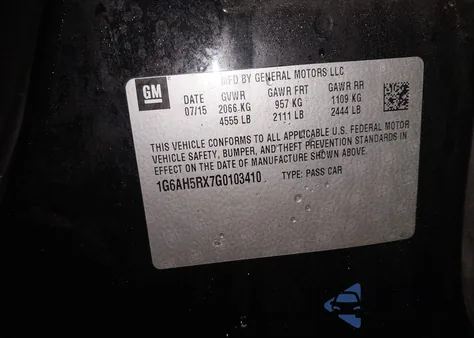 GM
MFD BY GENERAL MOTORS LLC
DATE GVWR GAWR FRT GAWR RR
07/15 2066 KG 957 KG 1109 KG
4555 LB 2111 LB 2444 LB
THIS VEHICLE CONFORMS TO ALL APPLICABLE U.S. FEDERAL MOTOR
VEHICLE SAFETY, BUMPER, AND THEFT PREVENTION STANDARDS IN
EFFECT ON THE DATE OF MANUFACTURE SHOWN ABOVE.
1G6AH5RX7G0103410 TYPE: PASS CAR